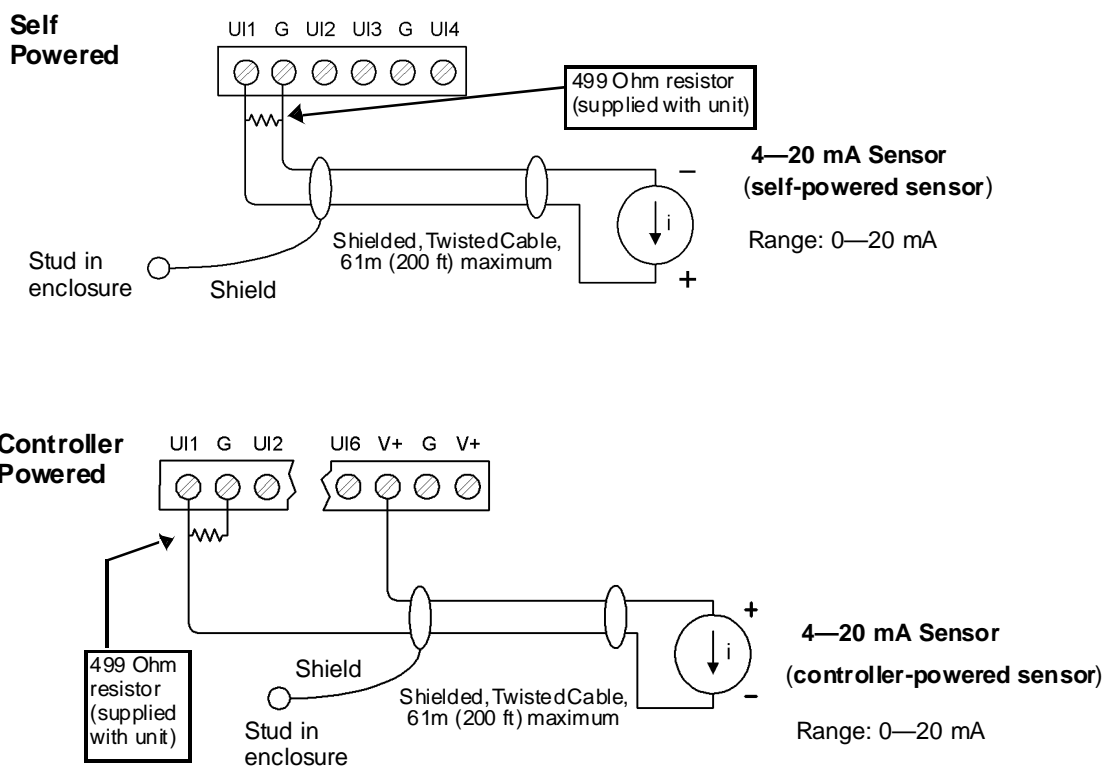 Self
Powered
UI1 G UI2 UI3 G UI4
499 Ohm resistor
(supplied with unit)
4—20 mA Sensor
(self-powered sensor)
Range: 0—20 mA
−
i
+
Shielded, Twisted Cable,
61m (200 ft) maximum
Stud in
enclosure
Shield
Controller
Powered
UI1 G UI2
UI6 V+ G V+
499 Ohm
resistor
(supplied
with unit)
Shield
Stud in
enclosure
Shielded, Twisted Cable,
61m (200 ft) maximum
+
i
−
4—20 mA Sensor
(controller-powered sensor)
Range: 0—20 mA